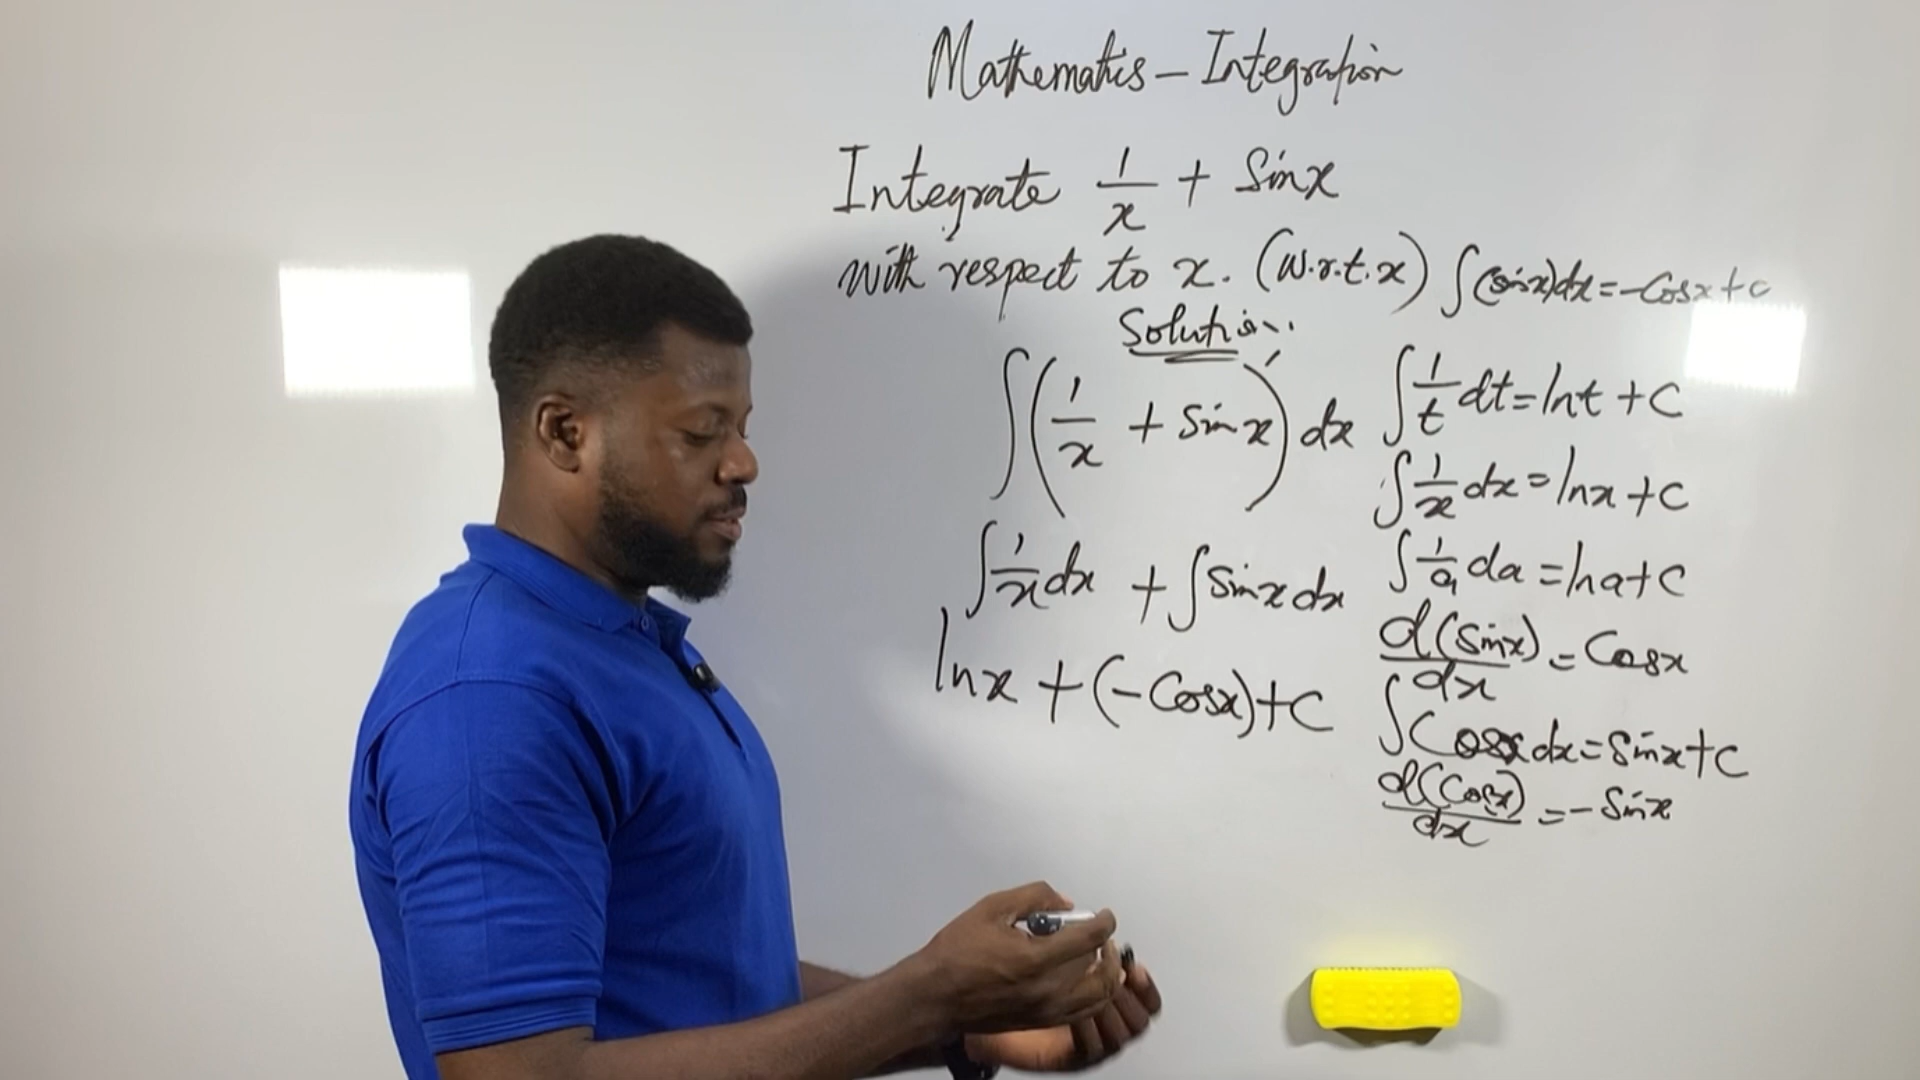 Mathematics – Integration
Integrate 1/x + Sinx
with respect to x. (w.r.t.x)
Solution
∫(1/x + Sinx) dx
∫1/x dx + ∫Sinx dx
lnx + (-Cosx) + C
∫(sinx)dx = -Cosx + C
∫1/t dt = lnt + C
∫1/x dx = lnx + C
∫1/a da = lna + C
d(Sinx)/dx = Cosx
∫Cosx dx = Sinx + C
d(Cosx)/dx = -Sinx